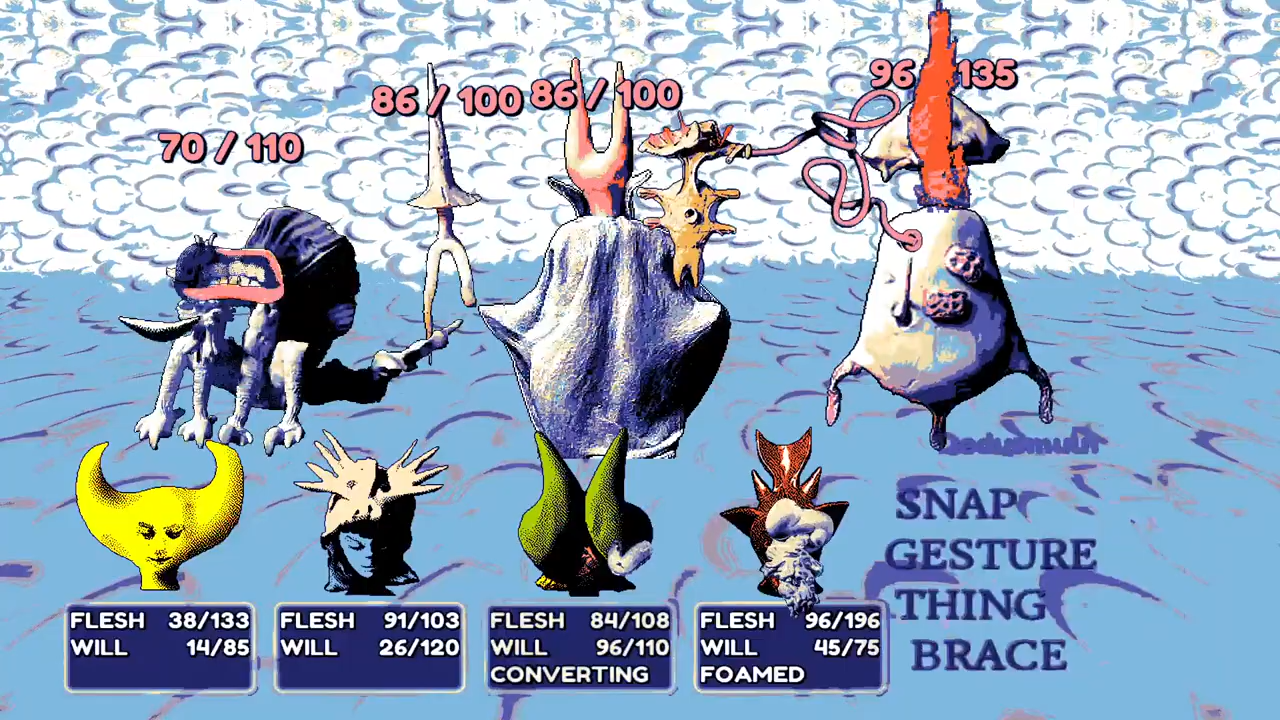 96 / 135
86 / 100
86 / 100
70 / 110
SNAP
GESTURE
THING
BRACE
FLESH 38/133
WILL 14/85
FLESH 91/103
WILL 26/120
FLESH 84/108
WILL 96/110
CONVERTING
FLESH 96/196
WILL 45/75
FOAMED